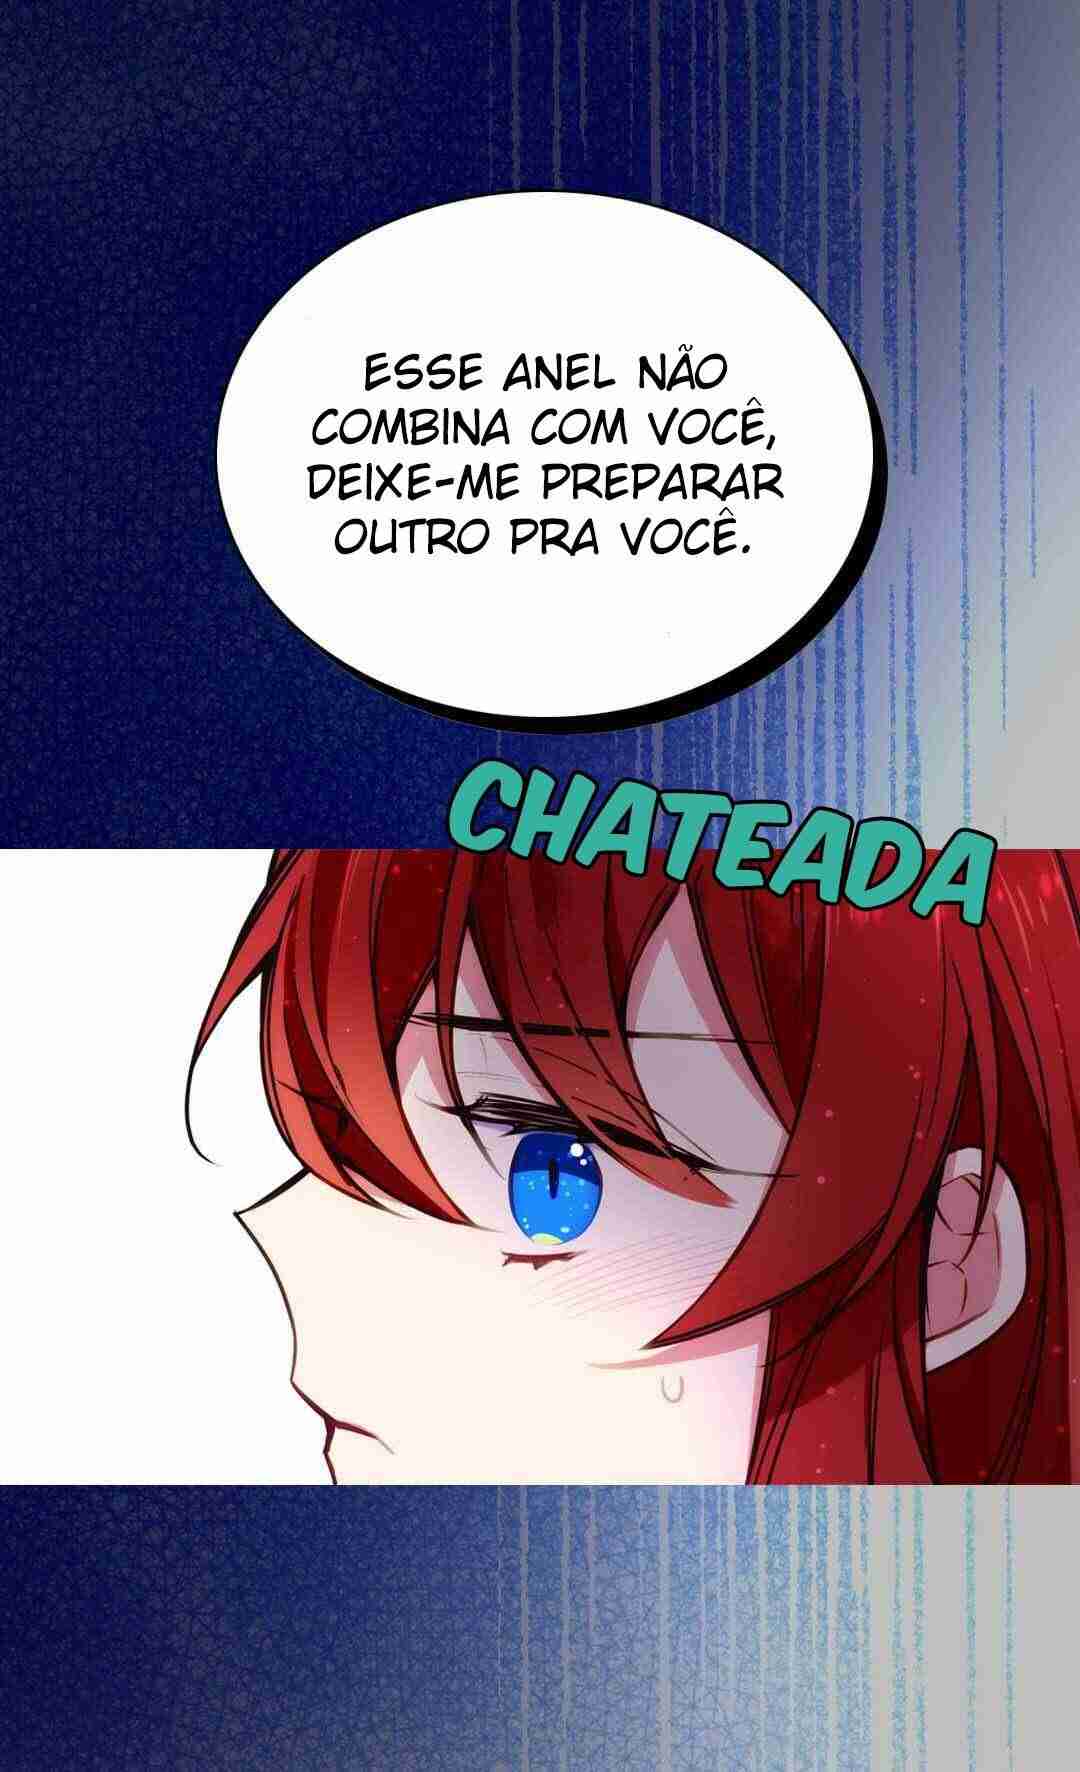 ESSE ANEL NÃO
COMBINA COM VOCÊ,
DEIXE-ME PREPARAR
OUTRO PRA VOCÊ.
CHATEADA